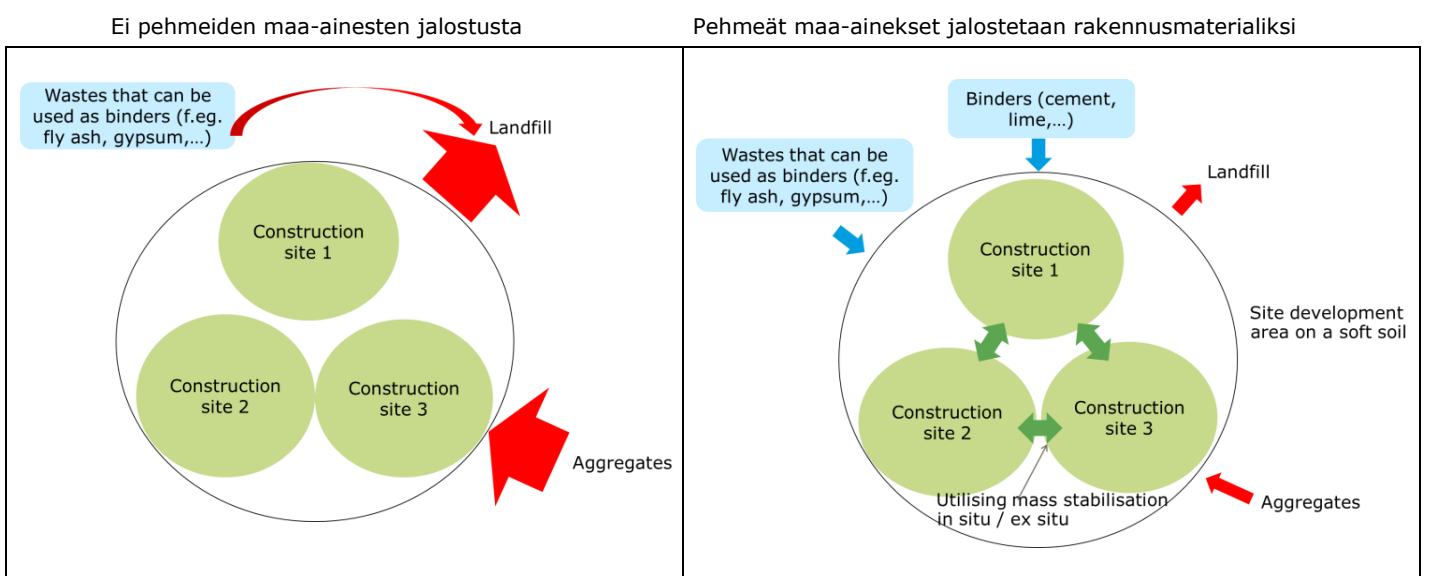 Ei pehmeiden maa-ainesten jalostusta
Pehmeät maa-ainekset jalostetaan rakennusmaterialiksi
Wastes that can be
used as binders (f.eg.
fly ash, gypsum,...)
Landfill
Construction
site 1
Construction
site 2
Construction
site 3
Aggregates
Binders (cement,
lime,...)
Wastes that can be
used as binders (f.eg.
fly ash, gypsum,...)
Landfill
Construction
site 1
Site development
area on a soft soil
Construction
site 2
Construction
site 3
Utilising mass stabilisation
in situ / ex situ
Aggregates